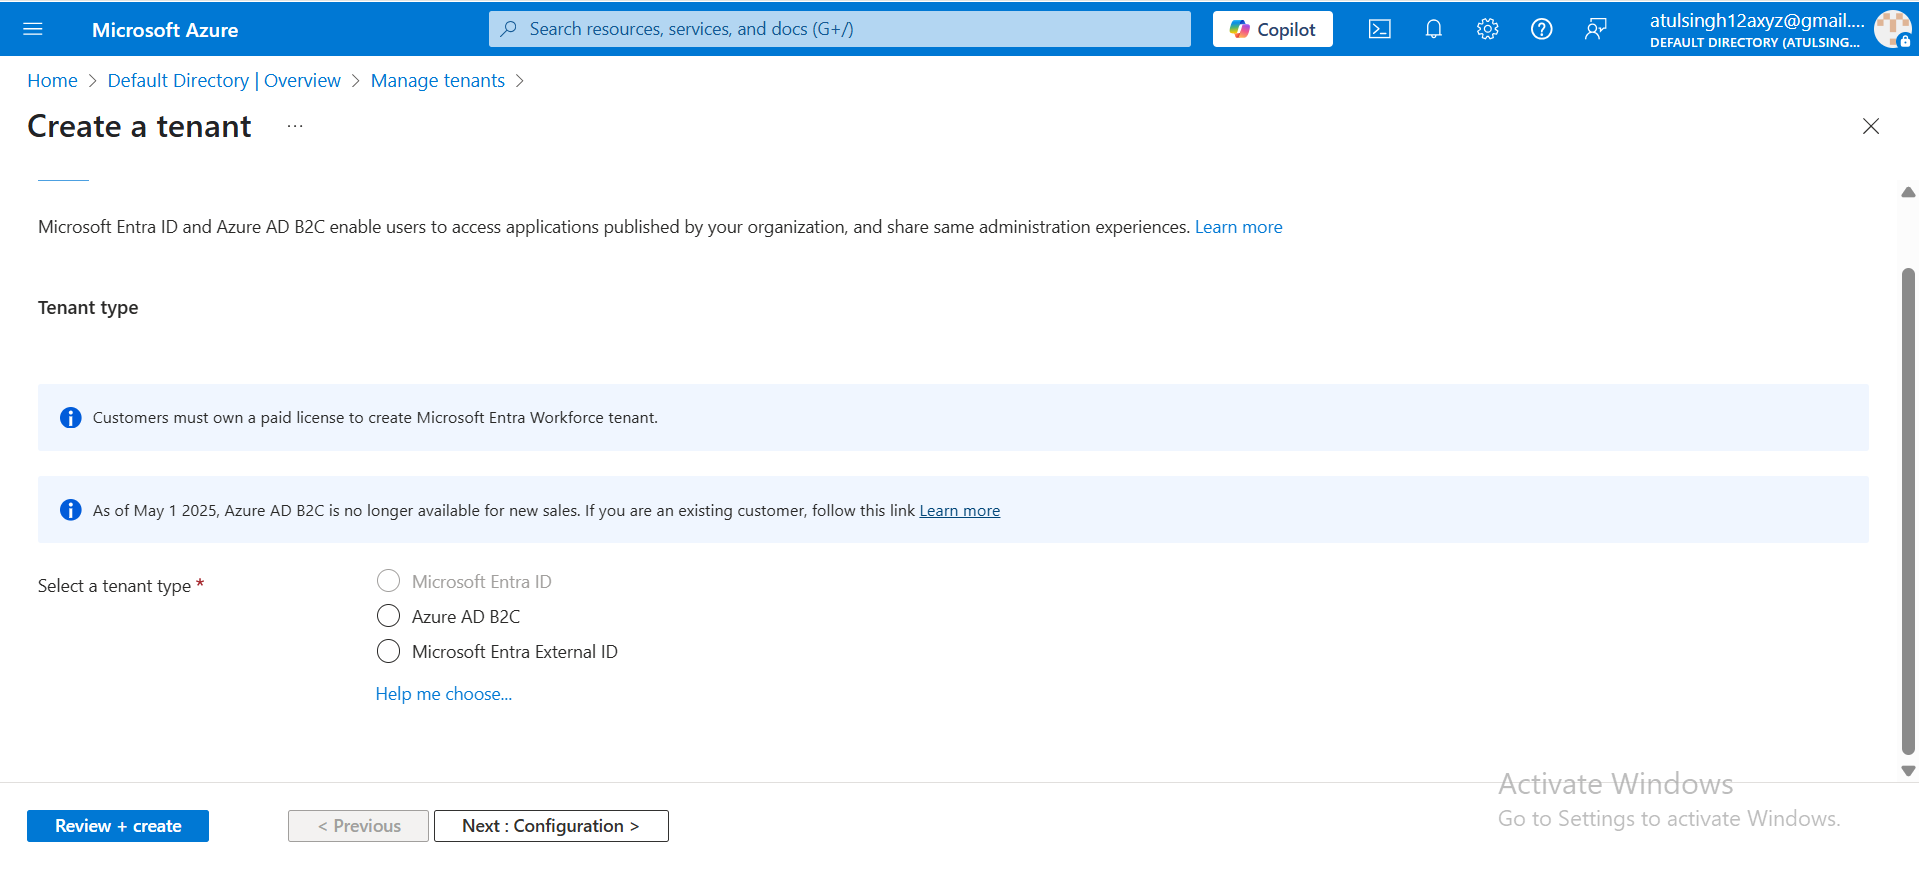 Microsoft Azure
Search resources, services, and docs (G+/)
Copilot
atulsingh12axyz@gmail....
DEFAULT DIRECTORY (ATULSING...
Home > Default Directory | Overview > Manage tenants >
Create a tenant ...
Microsoft Entra ID and Azure AD B2C enable users to access applications published by your organization, and share same administration experiences. Learn more
Tenant type
Customers must own a paid license to create Microsoft Entra Workforce tenant.
As of May 1 2025, Azure AD B2C is no longer available for new sales. If you are an existing customer, follow this link Learn more
Select a tenant type *
Microsoft Entra ID
Azure AD B2C
Microsoft Entra External ID
Help me choose...
Activate Windows
Go to Settings to activate Windows.
Review + create
< Previous
Next : Configuration >